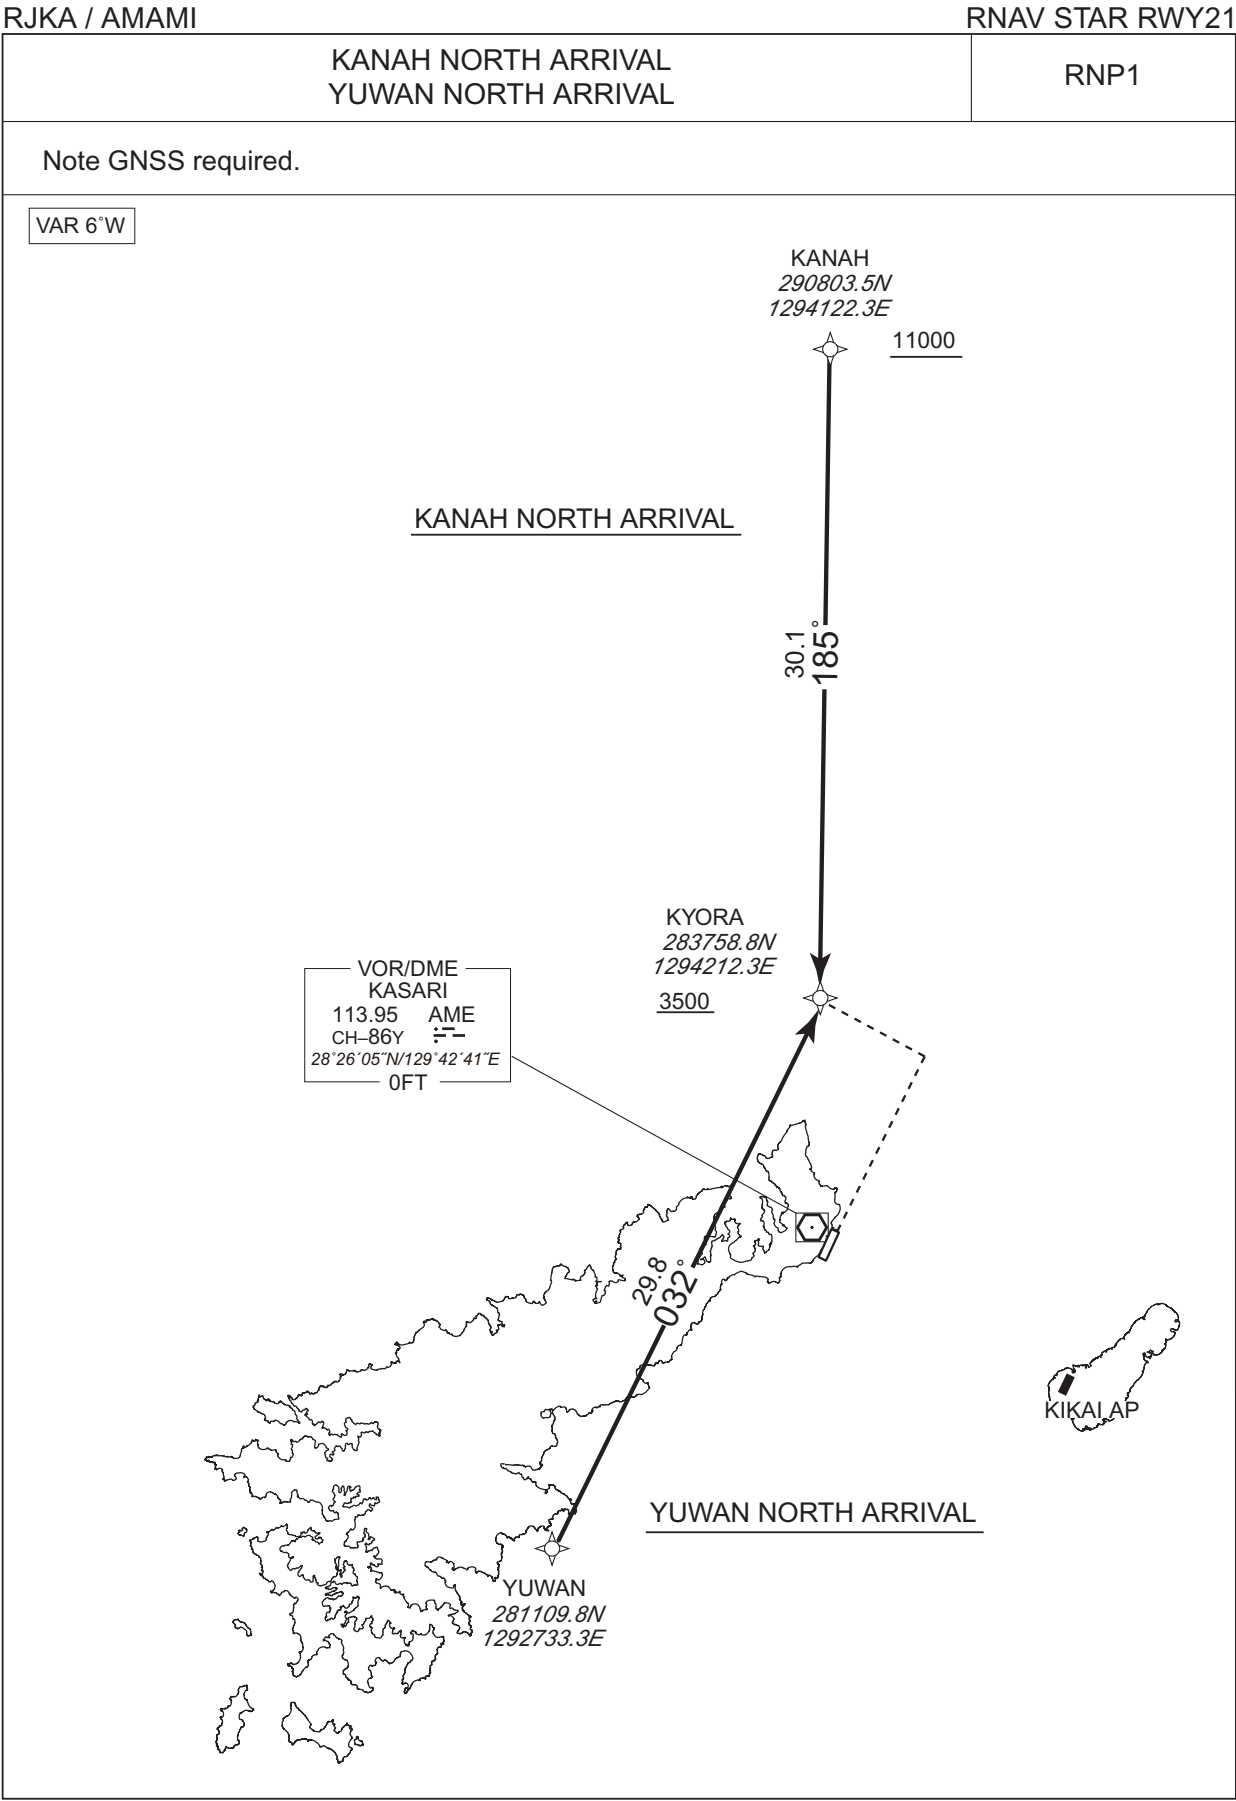 RJKA / AMAMI
RNAV STAR RWY21
KANAH NORTH ARRIVAL
YUWAN NORTH ARRIVAL
RNP1
Note GNSS required.
VAR 6˚W
KANAH
290803.5N
1294122.3E
11000
KANAH NORTH ARRIVAL
30.1
185˚
KYORA
283758.8N
1294212.3E
3500
VOR/DME
KASARI
113.95 AME
CH–86Y
28˚26´05˝N/129˚42´41˝E
0FT
29.8
032˚
KIKAI AP
YUWAN NORTH ARRIVAL
YUWAN
281109.8N
1292733.3E